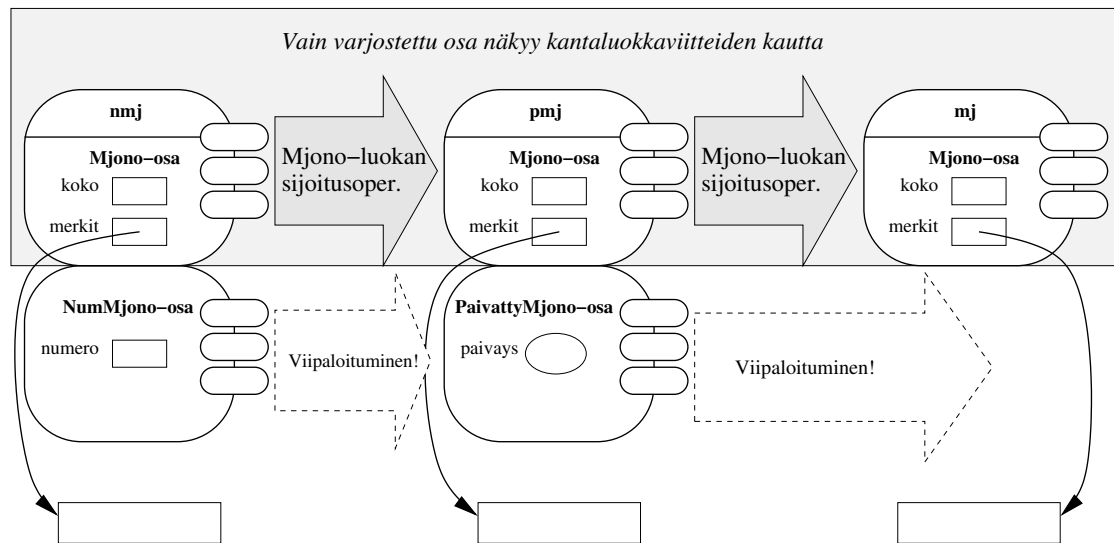 Vain varjostettu osa näkyy kantaluokkaviitteiden kautta
nmj
pmj
mj
Mjono−osa
koko
merkit
Mjono−luokan
sijoitusoper.
Mjono−osa
koko
merkit
Mjono−luokan
sijoitusoper.
Mjono−osa
koko
merkit
NumMjono−osa
numero
Viipaloituminen!
PaivattyMjono−osa
paivays
Viipaloituminen!